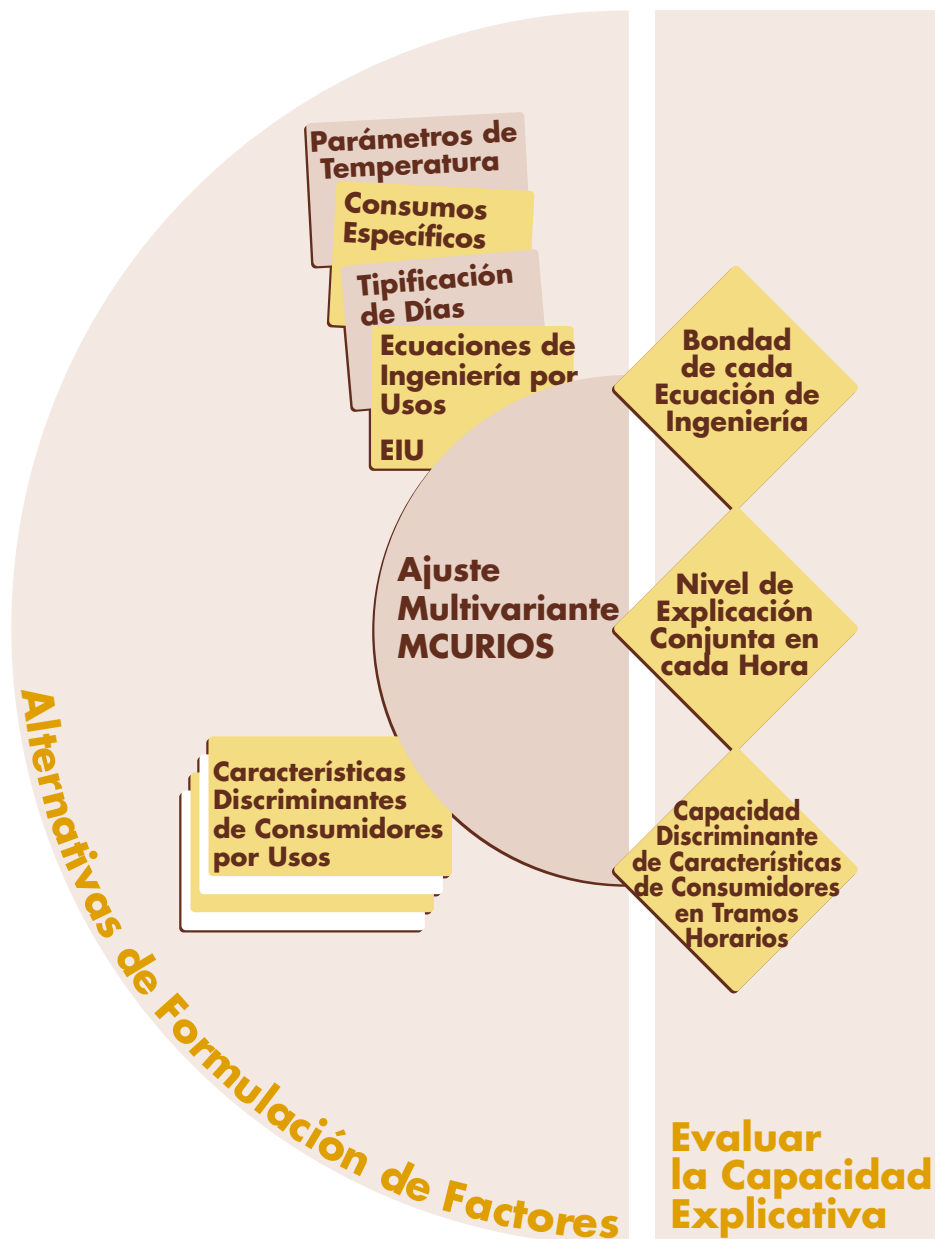 Parámetros de
Temperatura
Consumos
Específicos
Tipificación
de Días
Ecuaciones de
Ingeniería por
Usos
EIU
Ajuste
Multivariante
MCURIOS
Características
Discriminantes
de Consumidores
por Usos
Alternativas de Formulación de Factores
Bondad
de cada
Ecuación de
Ingeniería
Nivel de
Explicación
Conjunta en
cada Hora
Capacidad
Discriminante
de Características
de Consumidores
en Tramos
Horarios
Evaluar
la Capacidad
Explicativa